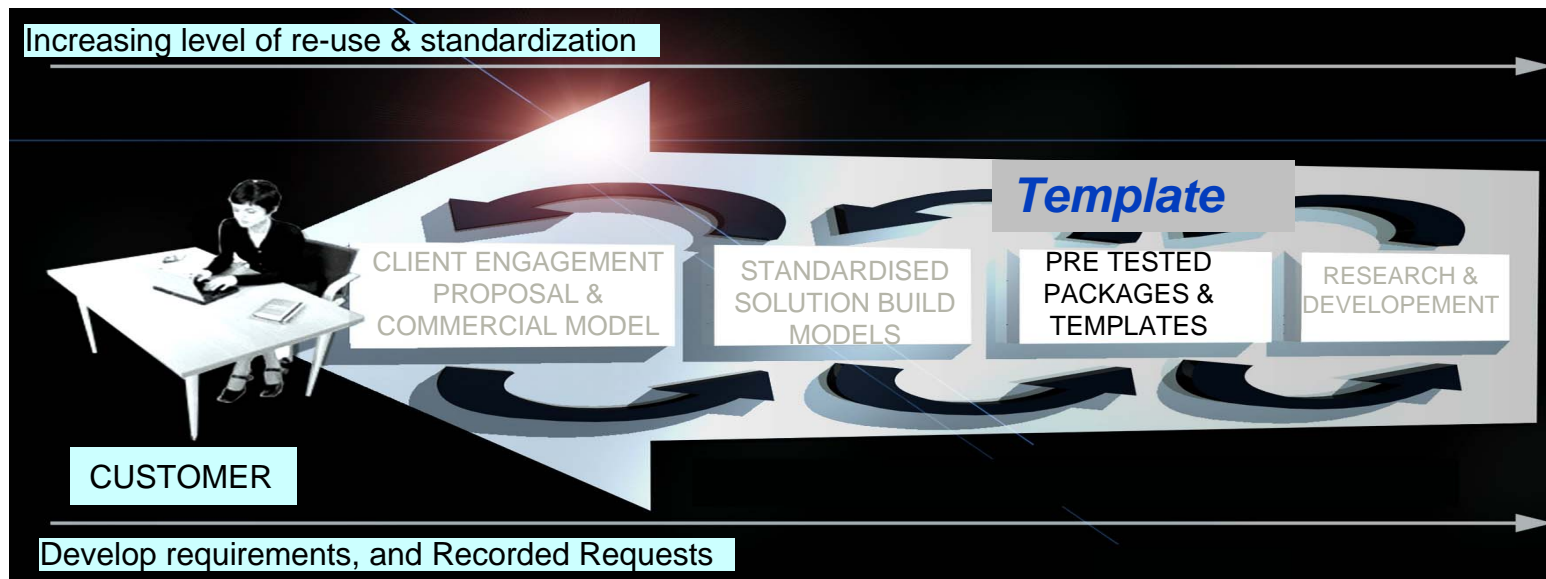 Increasing level of re-use & standardization
Template
CLIENT ENGAGEMENT
PROPOSAL &
COMMERCIAL MODEL
STANDARDISED
SOLUTION BUILD
MODELS
PRE TESTED
PACKAGES &
TEMPLATES
RESEARCH &
DEVELOPEMENT
CUSTOMER
Develop requirements, and Recorded Requests